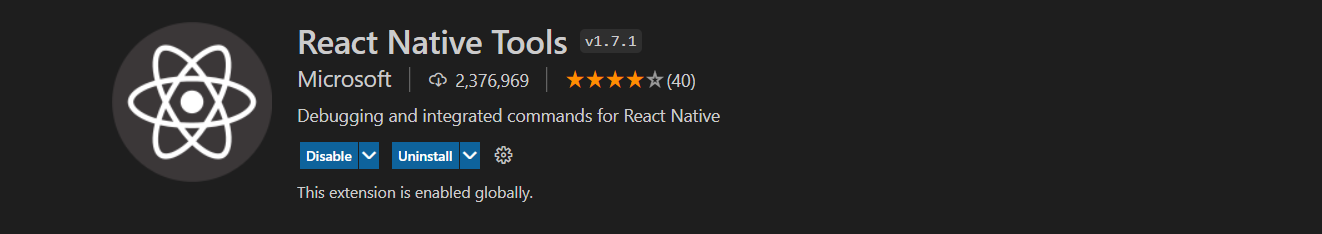 React Native Tools v1.7.1
Microsoft 2,376,969 (40)
Debugging and integrated commands for React Native
Disable Uninstall
This extension is enabled globally.